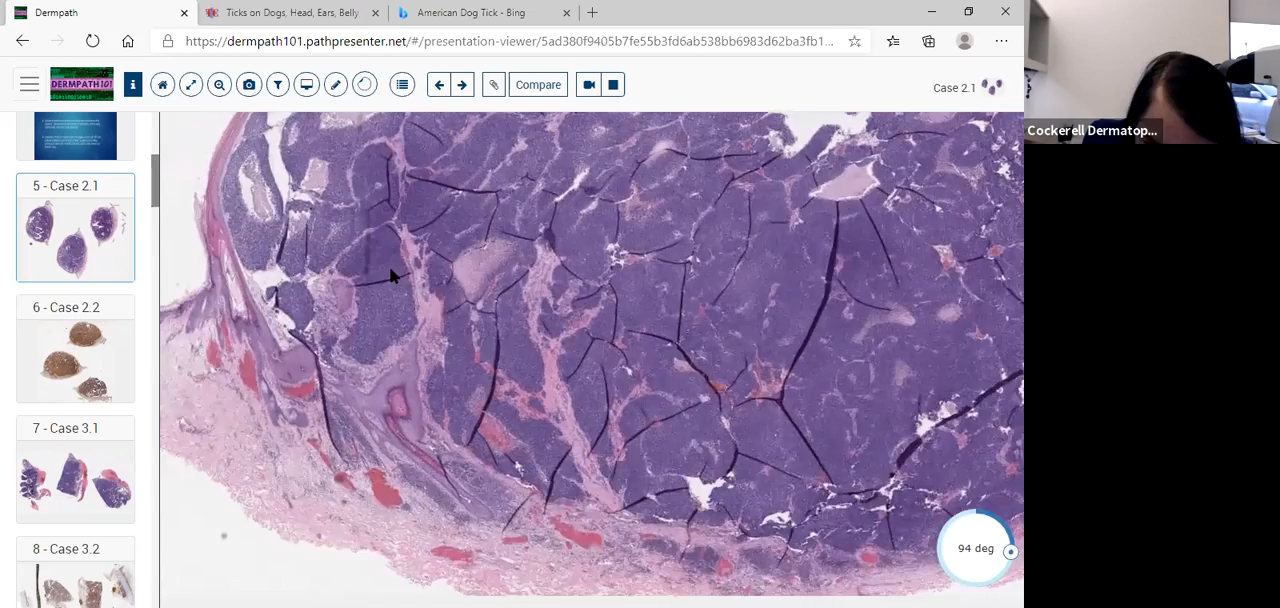 Dermpath
Ticks on Dogs, Head, Ears, Belly
American Dog Tick - Bing
https://dermpath101.pathpresenter.net/#/presentation-viewer/5ad380f9405b7fe55b3fd6ab538bb6983d62ba3fb1...
DERMPATH101
Compare
Case 2.1
Cockerell Dermatop...
5 - Case 2.1
6 - Case 2.2
7 - Case 3.1
8 - Case 3.2
94 deg